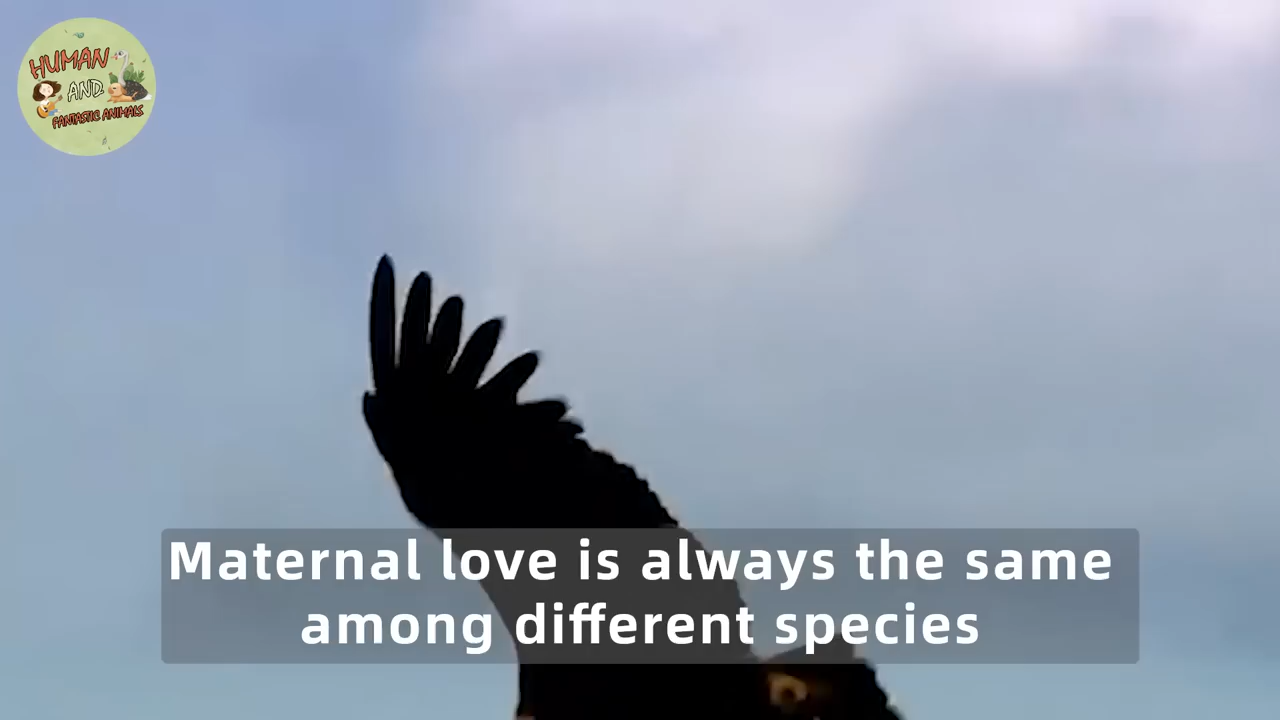 HUMAN
AND
FANTASTIC ANIMALS
Maternal love is always the same
among different species